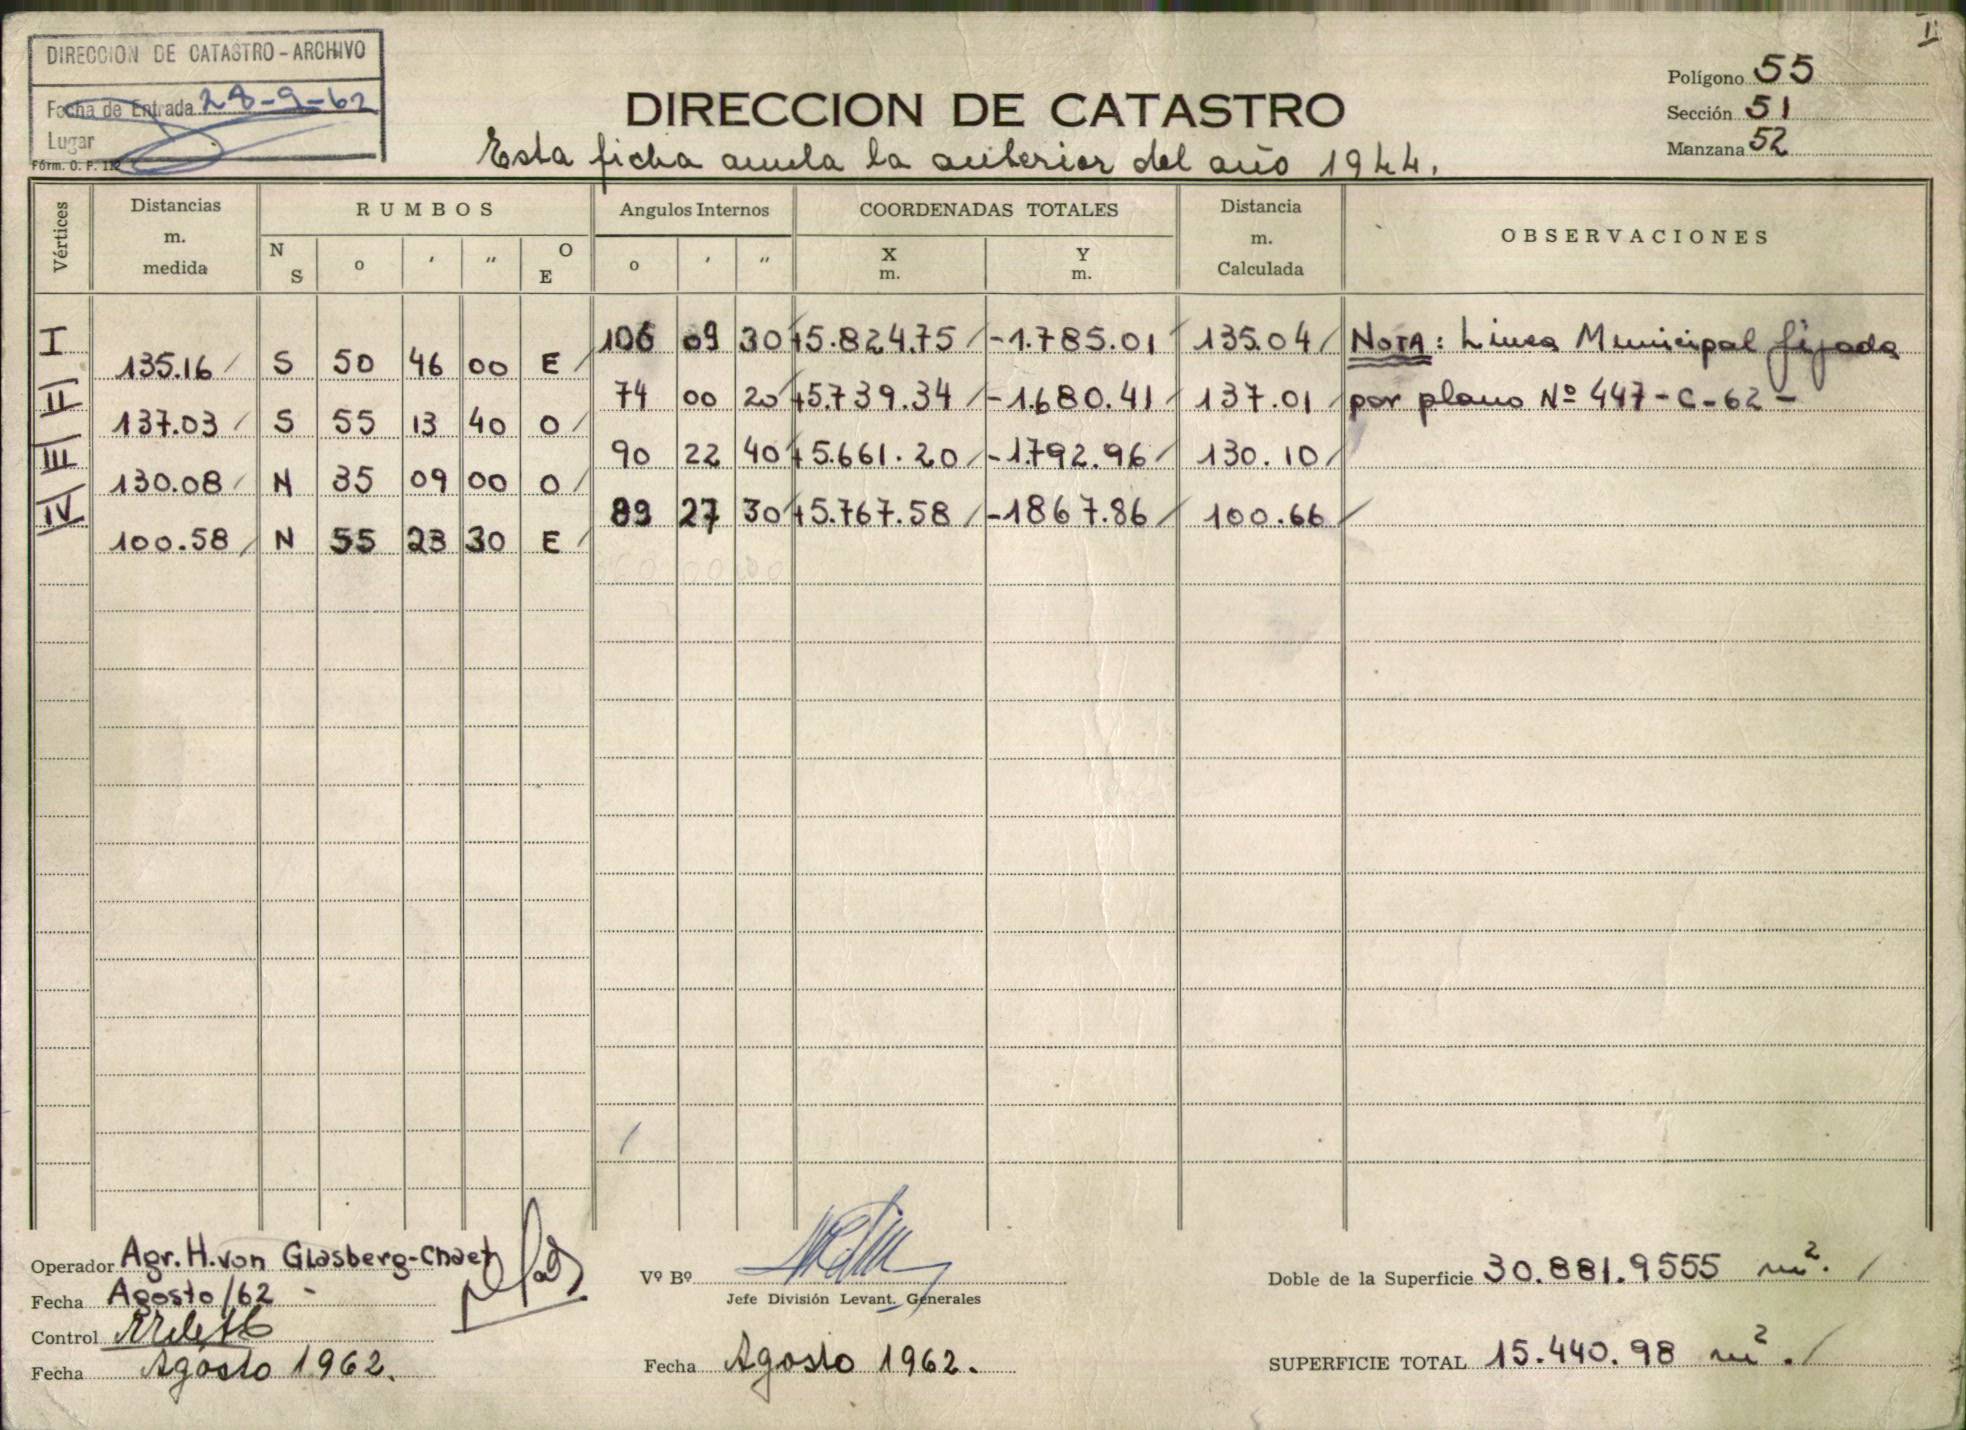 II
DIRECCION DE CATASTRO - ARCHIVO
Fecha de Entrada 28-9-62
Lugar
Fórm. O. P.
DIRECCION DE CATASTRO
Esta ficha anula la anterior del año 1944.
Polígono 55
Sección 51
Manzana 52
Vértices
Distancias m. medida
RUMBOS
N S o ′ ″ O E
Angulos Internos
o ′ ″
COORDENADAS TOTALES
X m. Y m.
Distancia m. Calculada
OBSERVACIONES
I 106 09 30 +5.824.75 -1.785.01 135.04 NOTA: Linea Municipal fijada
135.16 S 50 46 00 E
II 74 00 20 +5.739.34 -1.680.41 137.01 por plano Nº 447-C-62-
137.03 S 55 13 40 O
III 90 22 40 +5.661.20 -1.792.96 130.10
130.08 N 35 09 00 O
IV 89 27 30 +5.767.58 -1867.86 100.66
100.58 N 55 23 30 E
Operador Agr. H. von Glasberg-Chaet
Fecha Agosto/62 -
Control
Fecha Agosto 1962.
Vº Bº
Jefe División Levant. Generales
Fecha Agosto 1962.
Doble de la Superficie 30.881.9555 m².
SUPERFICIE TOTAL 15.440.98 m².